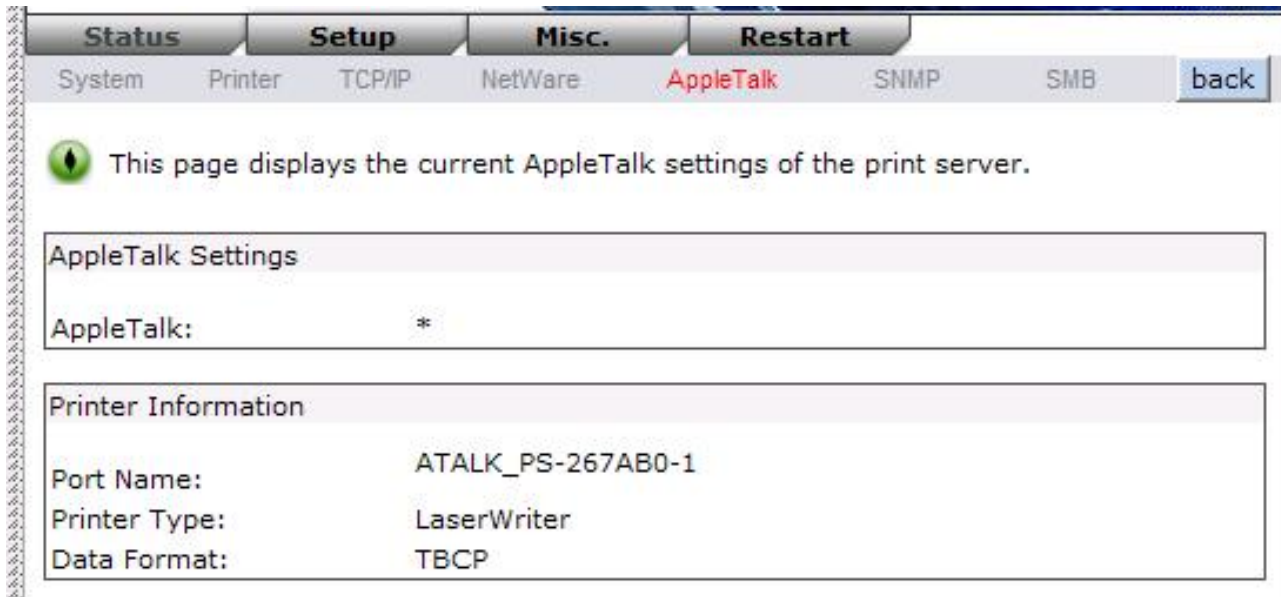 Status Setup Misc. Restart
System Printer TCP/IP NetWare AppleTalk SNMP SMB back
This page displays the current AppleTalk settings of the print server.
AppleTalk Settings
AppleTalk: *
Printer Information
Port Name: ATALK_PS-267AB0-1
Printer Type: LaserWriter
Data Format: TBCP